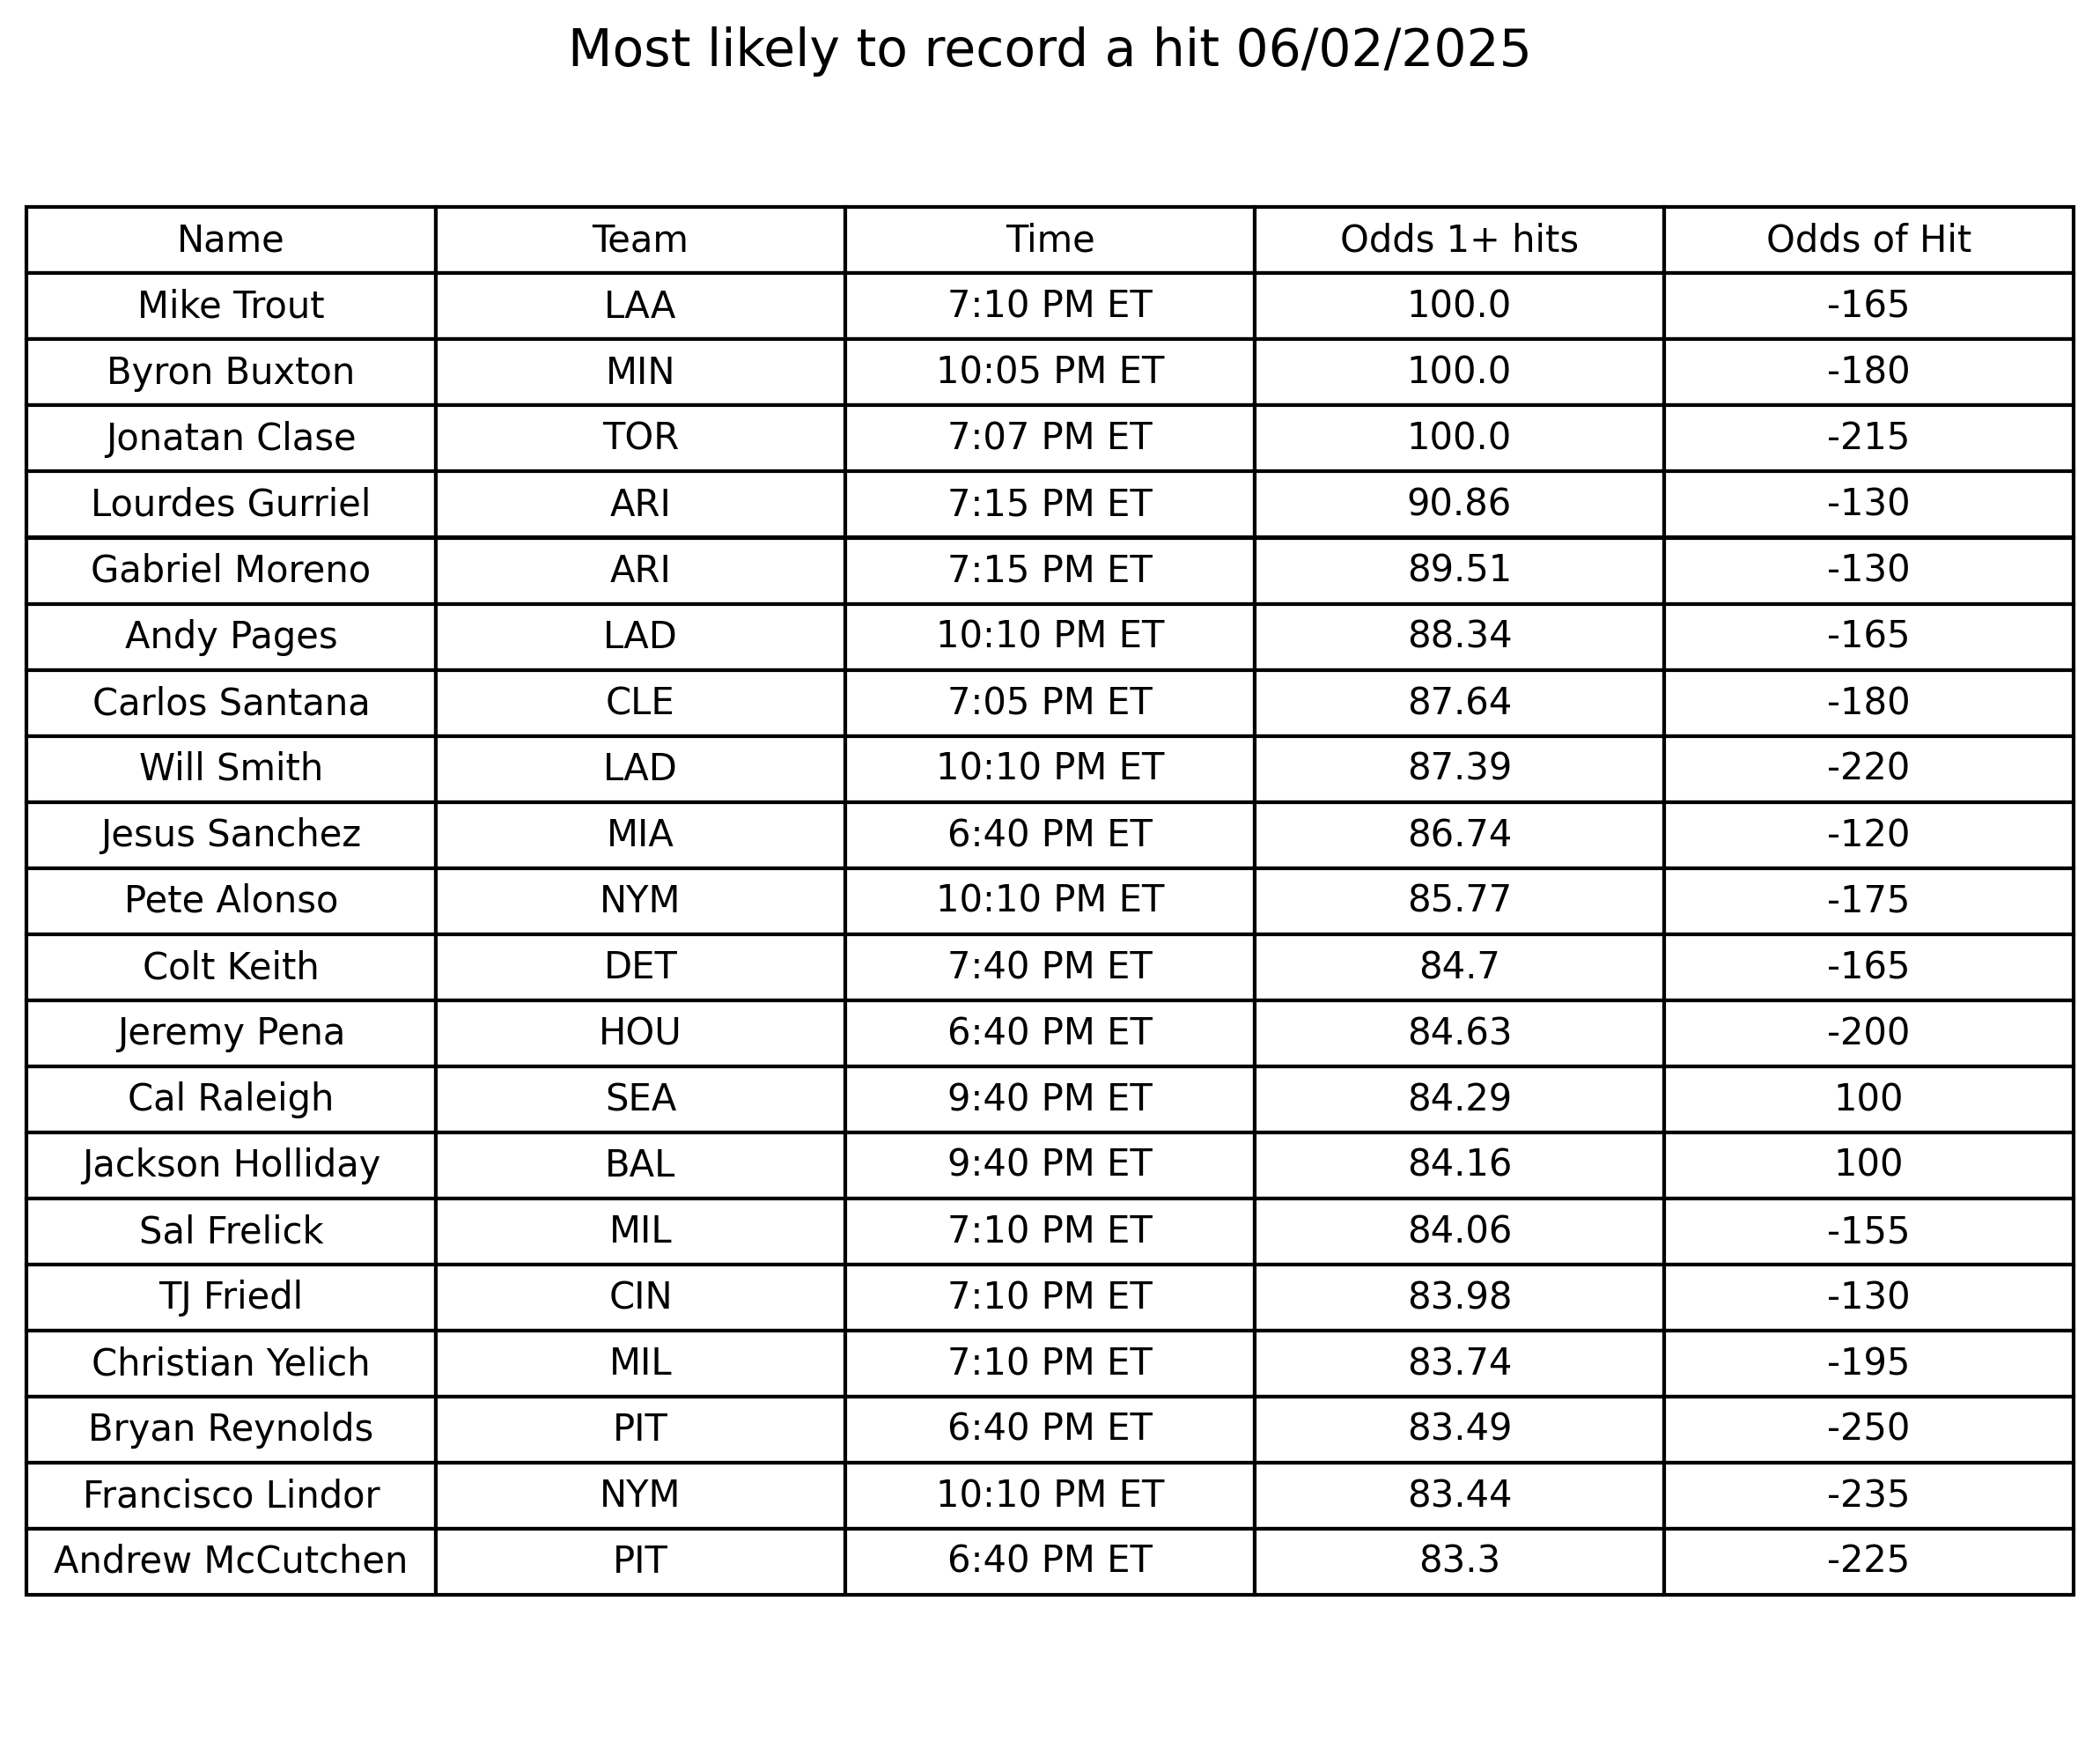 Most likely to record a hit 06/02/2025
Name Team Time Odds 1+ hits Odds of Hit
Mike Trout LAA 7:10 PM ET 100.0 -165
Byron Buxton MIN 10:05 PM ET 100.0 -180
Jonatan Clase TOR 7:07 PM ET 100.0 -215
Lourdes Gurriel ARI 7:15 PM ET 90.86 -130
Gabriel Moreno ARI 7:15 PM ET 89.51 -130
Andy Pages LAD 10:10 PM ET 88.34 -165
Carlos Santana CLE 7:05 PM ET 87.64 -180
Will Smith LAD 10:10 PM ET 87.39 -220
Jesus Sanchez MIA 6:40 PM ET 86.74 -120
Pete Alonso NYM 10:10 PM ET 85.77 -175
Colt Keith DET 7:40 PM ET 84.7 -165
Jeremy Pena HOU 6:40 PM ET 84.63 -200
Cal Raleigh SEA 9:40 PM ET 84.29 100
Jackson Holliday BAL 9:40 PM ET 84.16 100
Sal Frelick MIL 7:10 PM ET 84.06 -155
TJ Friedl CIN 7:10 PM ET 83.98 -130
Christian Yelich MIL 7:10 PM ET 83.74 -195
Bryan Reynolds PIT 6:40 PM ET 83.49 -250
Francisco Lindor NYM 10:10 PM ET 83.44 -235
Andrew McCutchen PIT 6:40 PM ET 83.3 -225